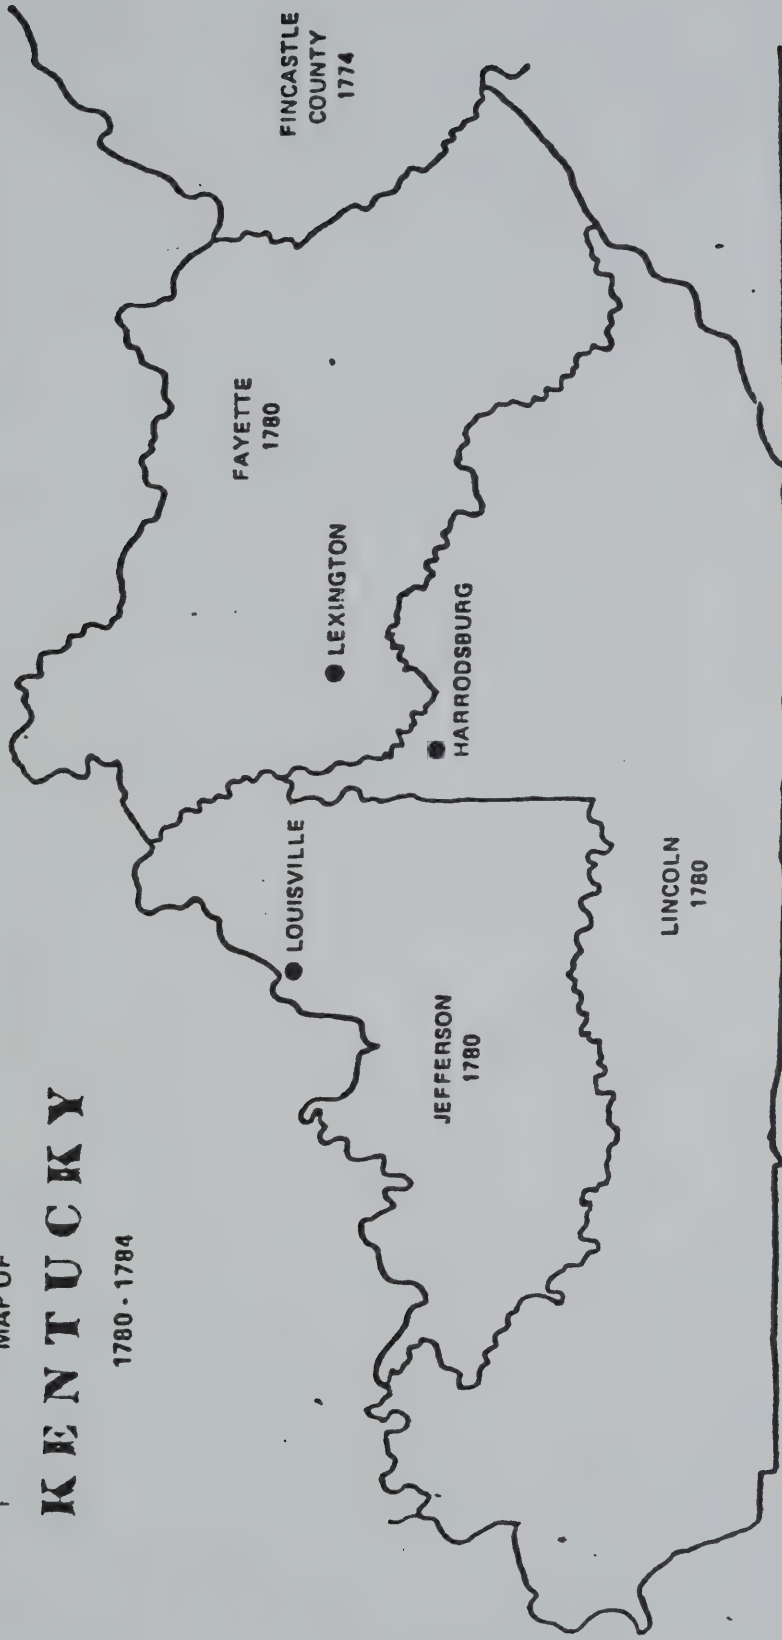 MAP OF
KENTUCKY
1780 - 1784
FINCASTLE
COUNTY
1774
FAYETTE
1780
LEXINGTON
LOUISVILLE
HARRODSBURG
JEFFERSON
1780
LINCOLN
1780